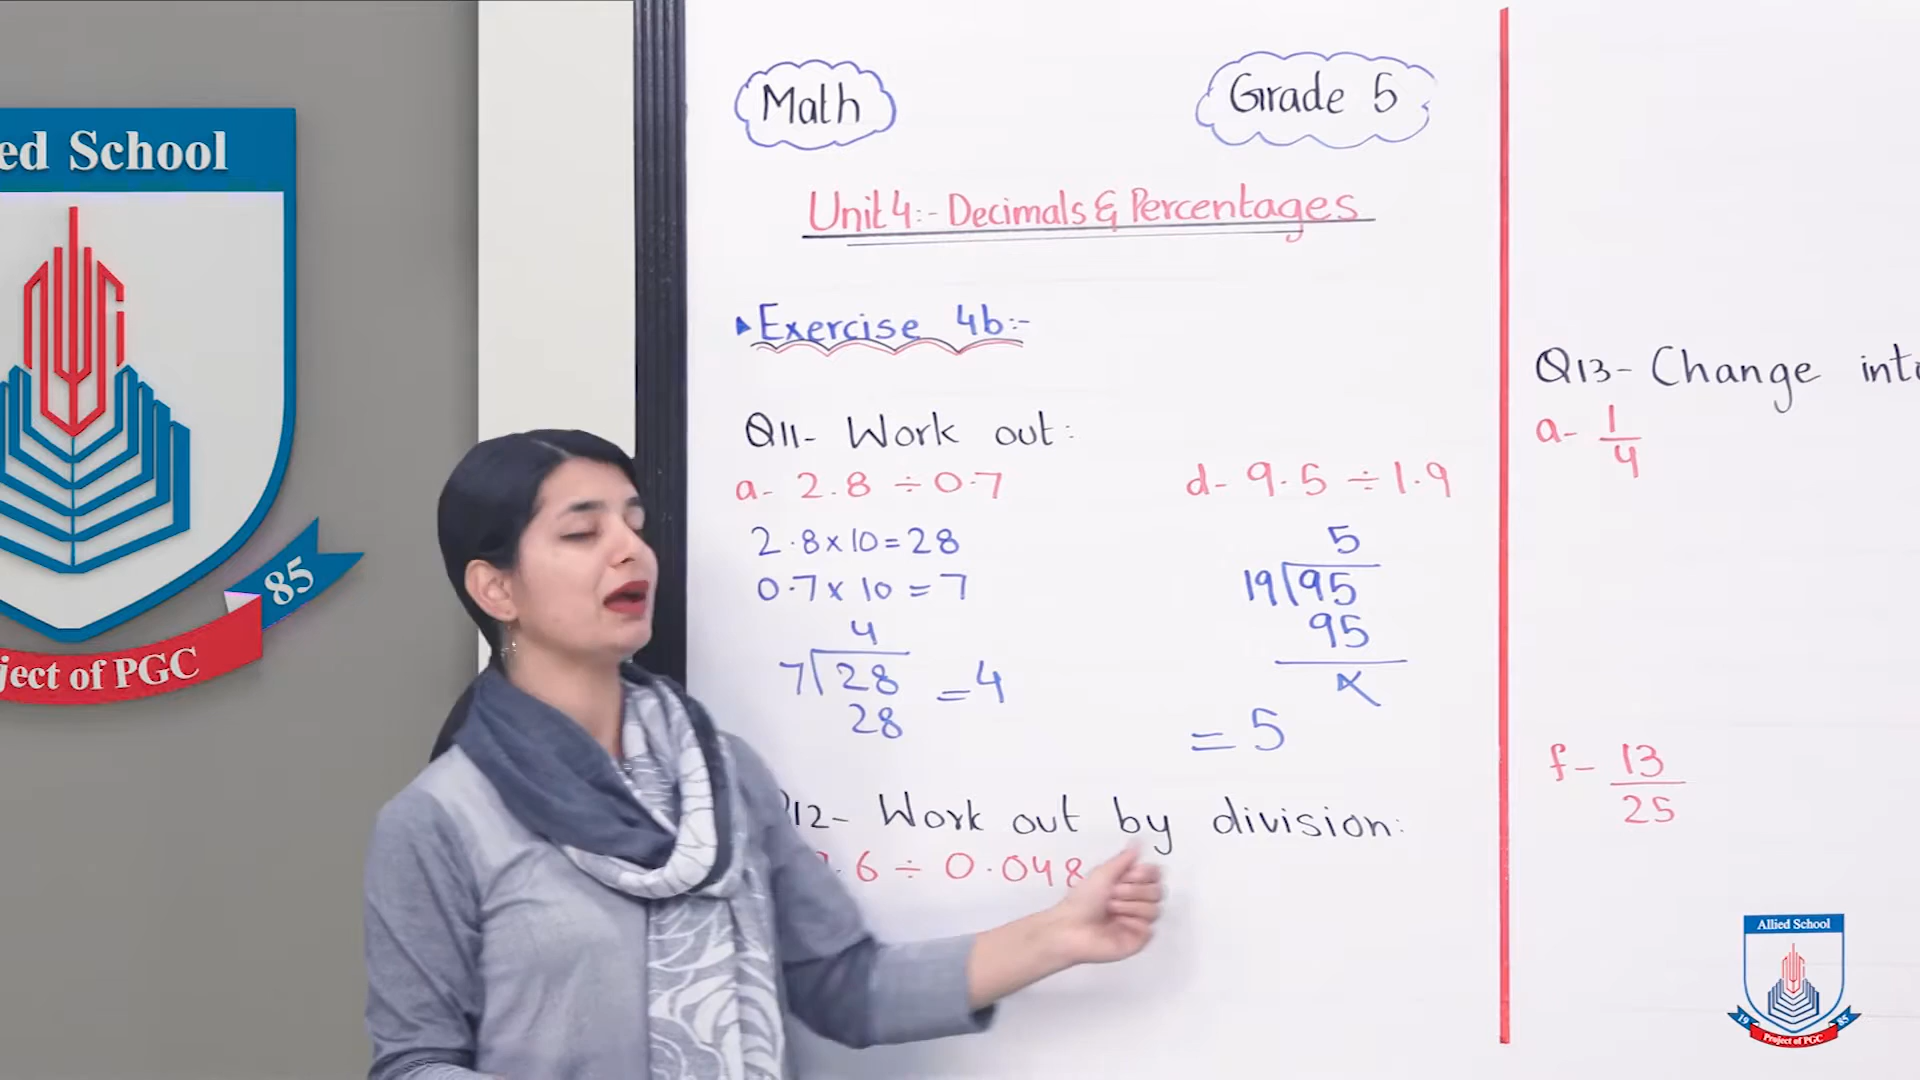 ed School
85
ject of PGC
Math
Grade 5
Unit 4:- Decimals & Percentages
Exercise 4b:-
Q11- Work out:
a- 2.8 ÷ 0.7
2.8 x 10 = 28
0.7 x 10 = 7
4
7 28 = 4
28
d- 9.5 ÷ 1.9
5
19 95
95
x
= 5
12- Work out by division:
.6 ÷ 0.048
Q13- Change into
a- 1/4
f- 13/25
Allied School
19 85
Project of PGC